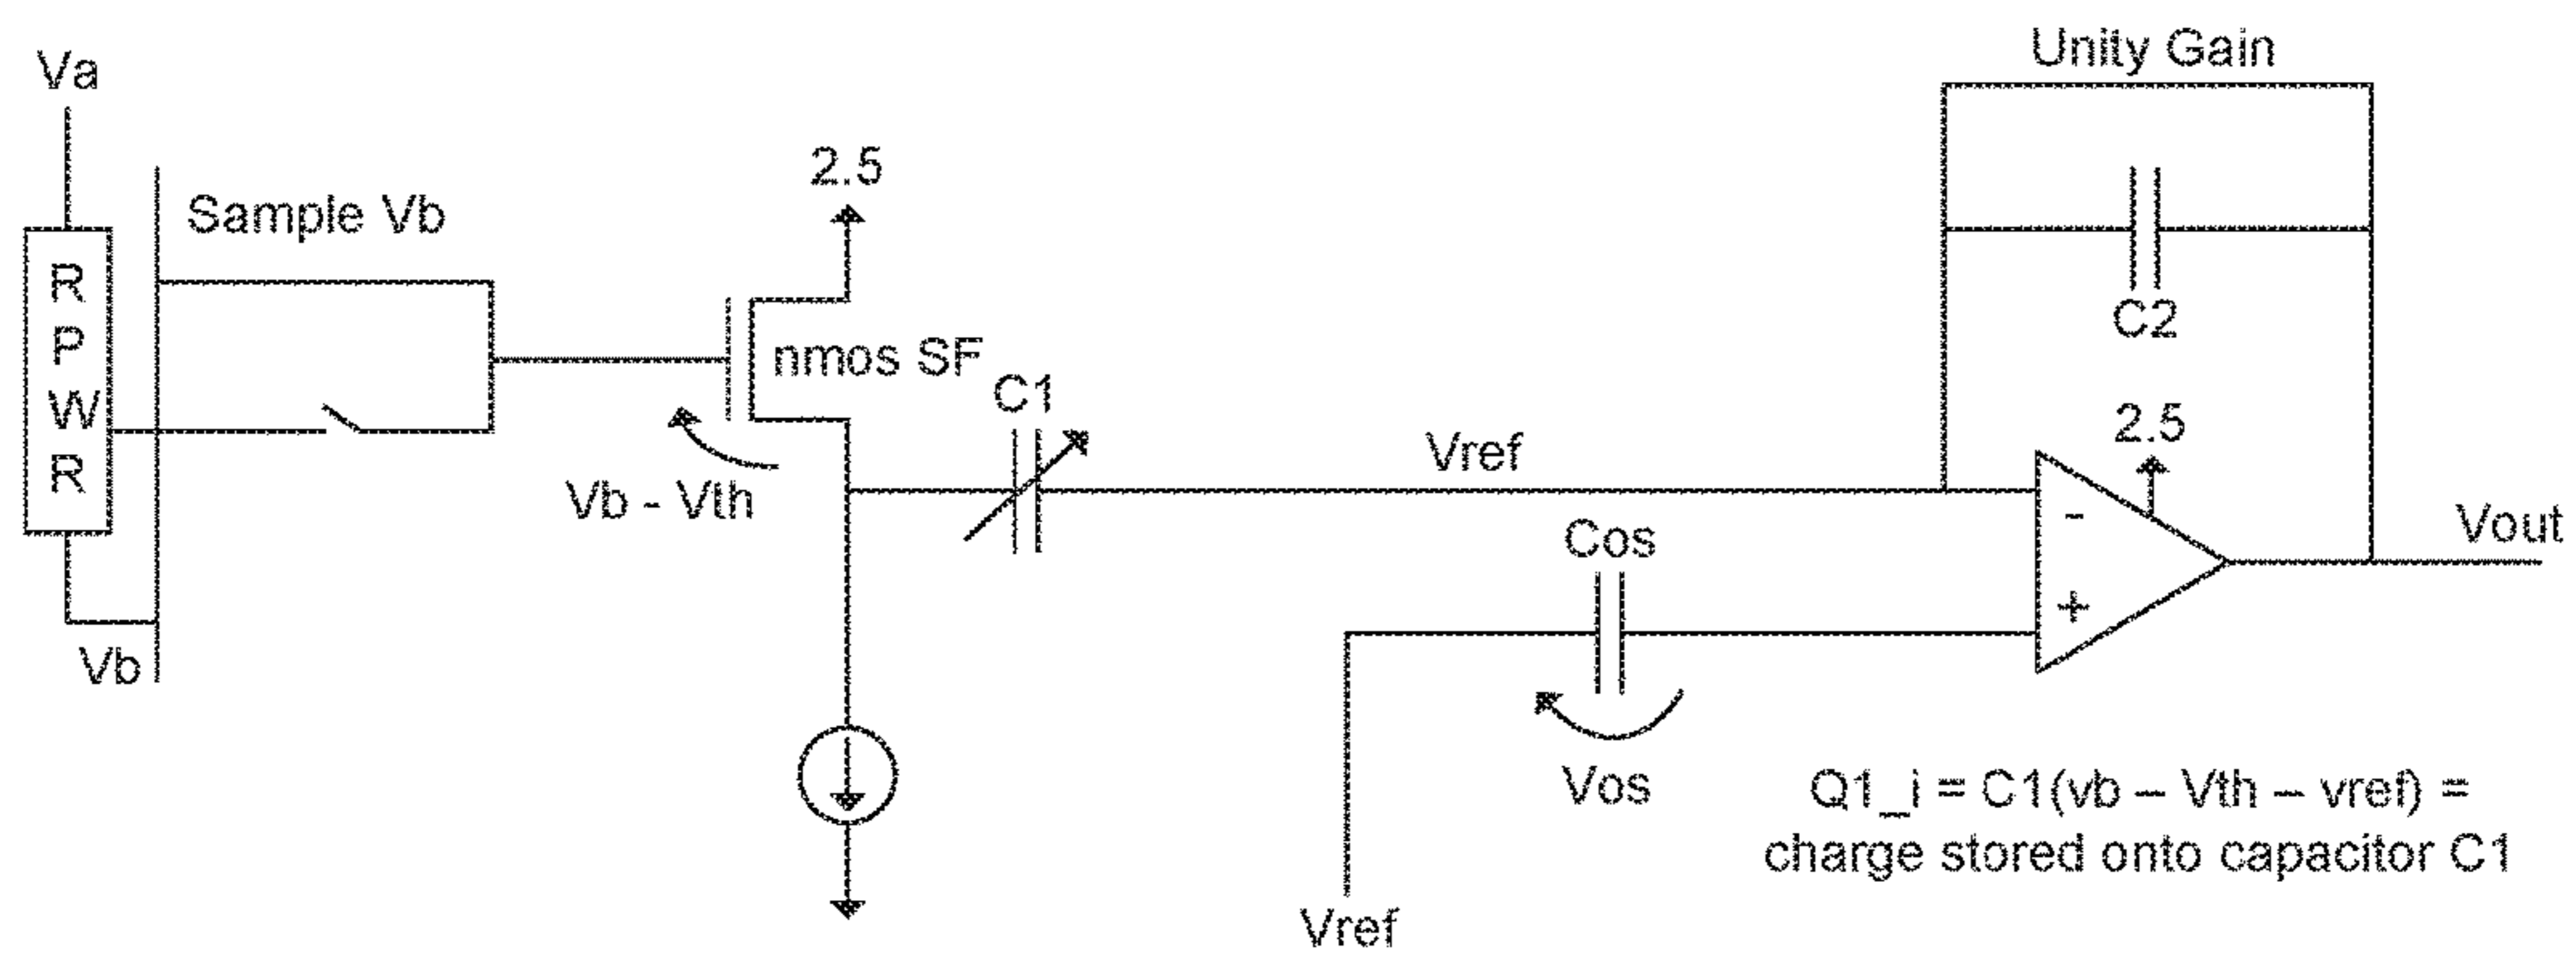 Unity Gain
Va
2.5
Sample Vb
R
P
W
R
C2
nmos SF
C1
2.5
Vref
Vb - Vth
-
Vout
Cos
+
Vb
Vos
Q1_i = C1(vb – Vth – vref) =
charge stored onto capacitor C1
Vref